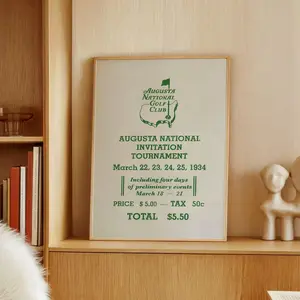 AUGUSTA
NATIONAL
GOLF
CLUB
AUGUSTA NATIONAL
INVITATION
TOURNAMENT
March 22, 23, 24, 25, 1934
Including four days
of preliminary events
March 18 — 21
PRICE $5.00 — TAX 50c
TOTAL $5.50